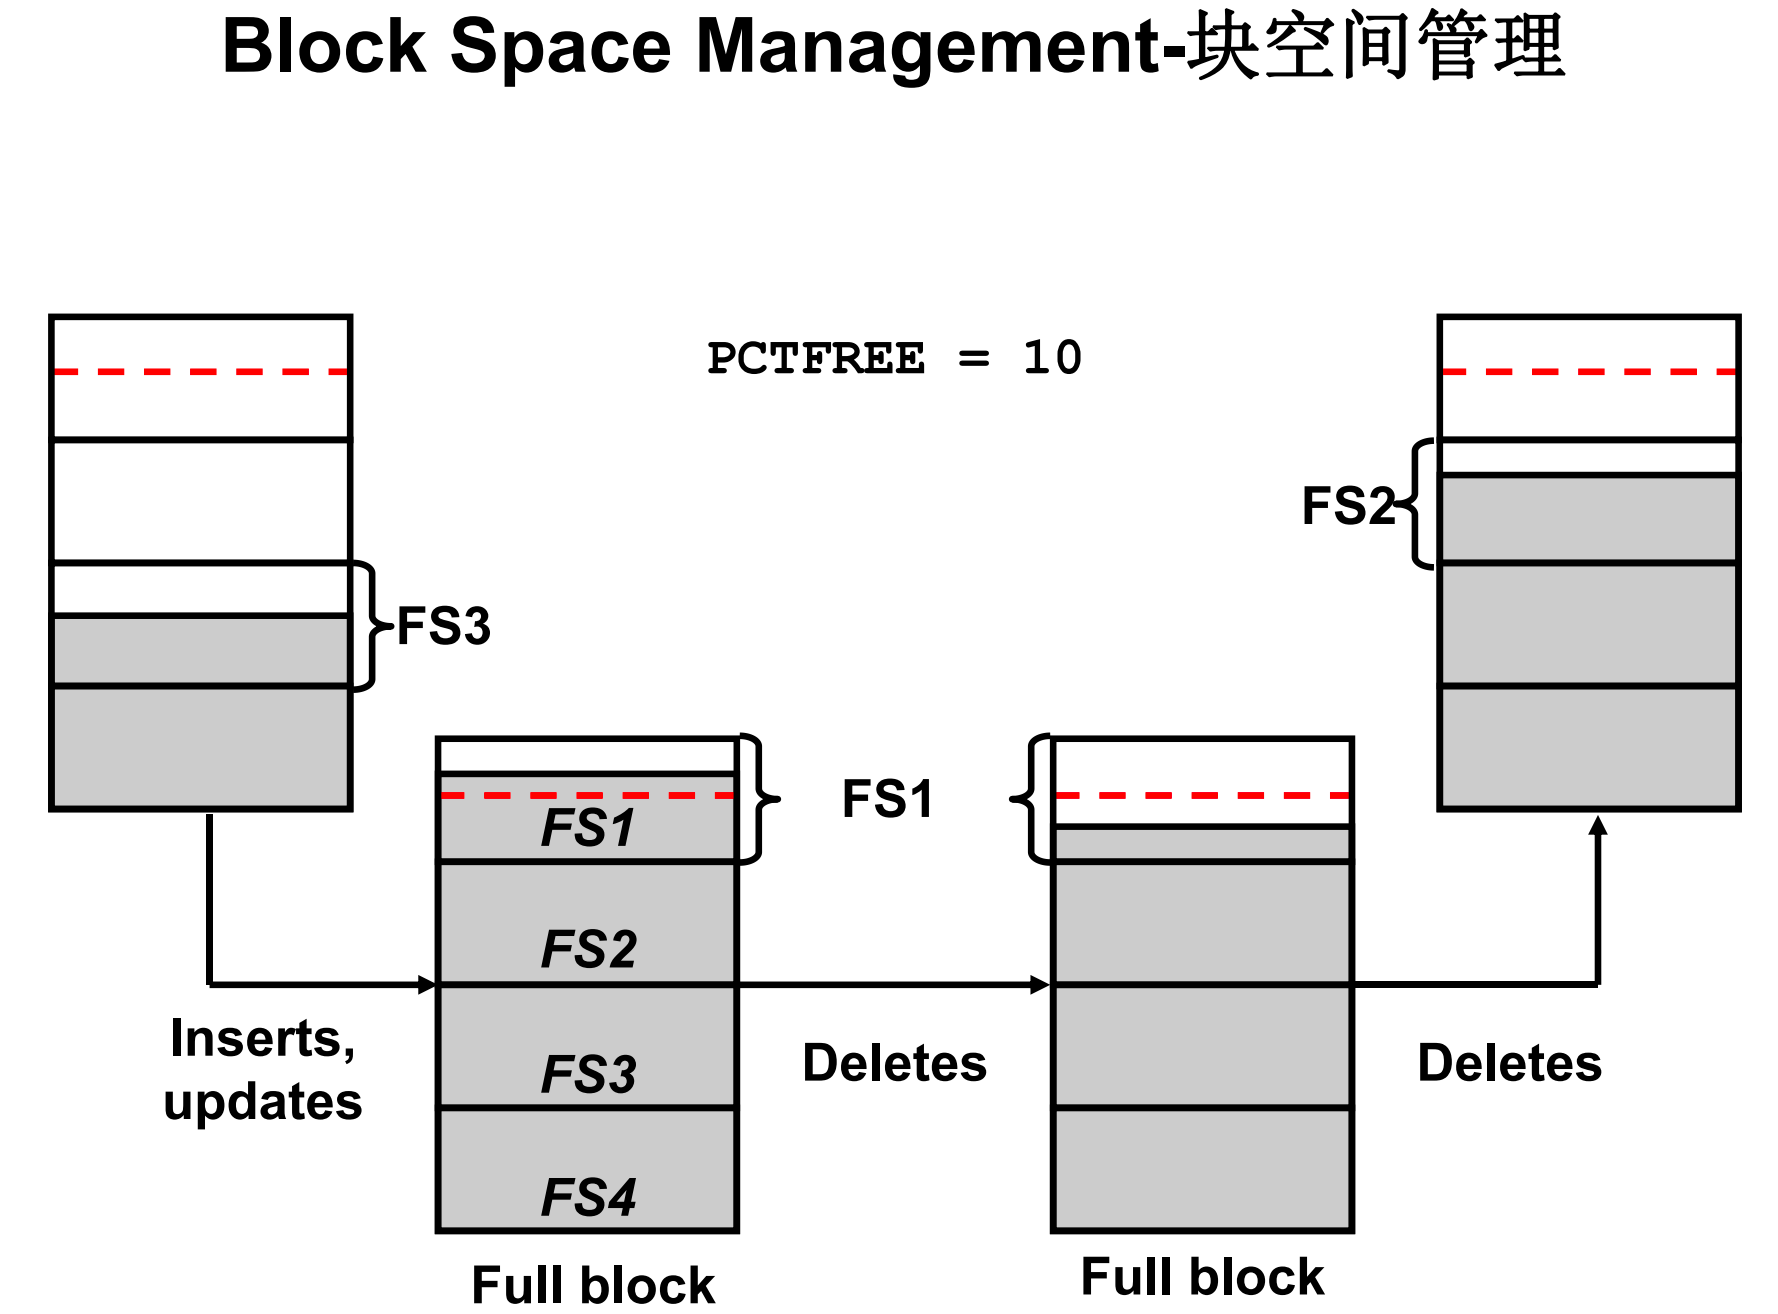 Block Space Management-块空间管理
PCTFREE = 10
FS2
FS3
FS1
FS1
FS2
FS3
FS4
Inserts,
updates
Deletes
Deletes
Full block
Full block